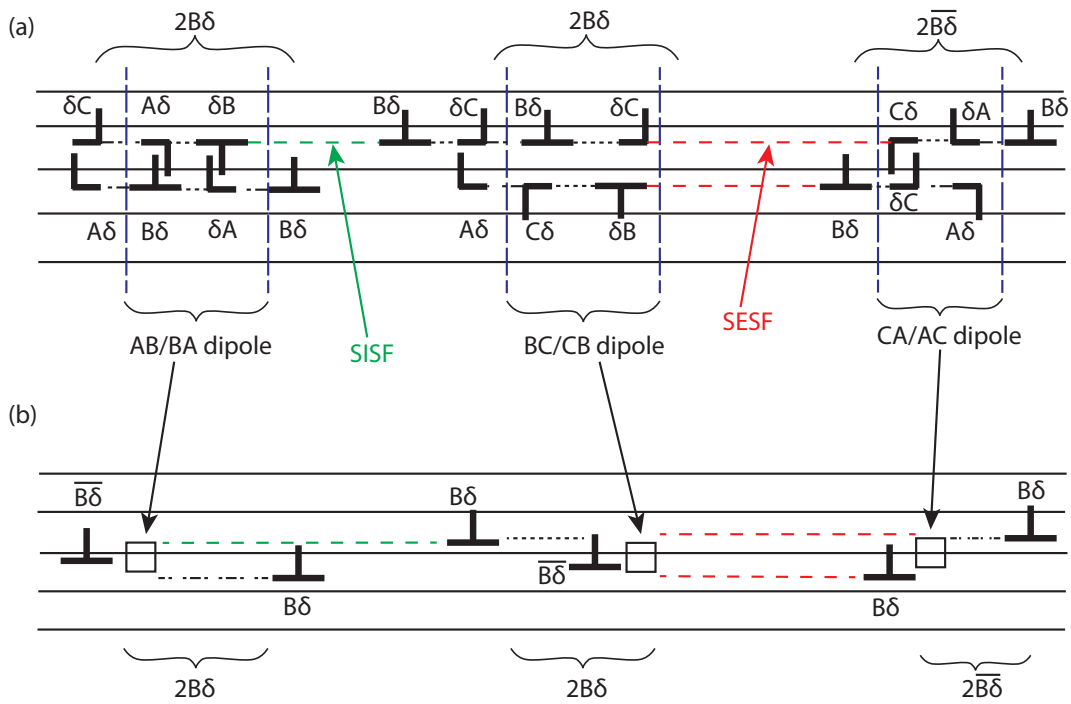 (a)
2Bδ 2Bδ 2B̅δ̅
δC Aδ δB Bδ δC Bδ δC Cδ δA Bδ
Aδ Bδ δA Bδ Aδ Cδ δB Bδ δC Aδ
SISF SESF
AB/BA dipole BC/CB dipole CA/AC dipole
(b)
B̅δ̅ Bδ Bδ
Bδ B̅δ̅ Bδ
2Bδ 2Bδ 2B̅δ̅